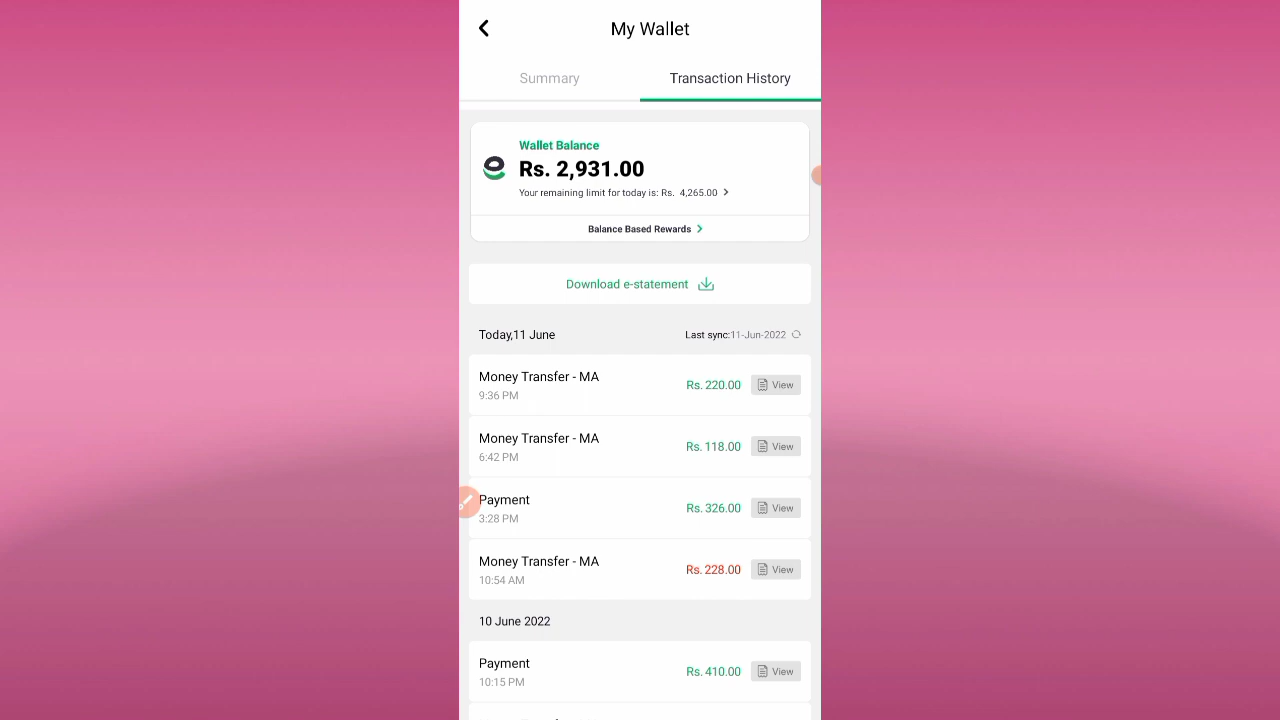 My Wallet
Summary
Transaction History
Wallet Balance
Rs. 2,931.00
Your remaining limit for today is: Rs. 4,265.00
Balance Based Rewards
Download e-statement
Today,11 June
Last sync:11-Jun-2022
Money Transfer - MA
Rs. 220.00
View
9:36 PM
Money Transfer - MA
Rs. 118.00
View
6:42 PM
Payment
Rs. 326.00
View
3:28 PM
Money Transfer - MA
Rs. 228.00
View
10:54 AM
10 June 2022
Payment
Rs. 410.00
View
10:15 PM